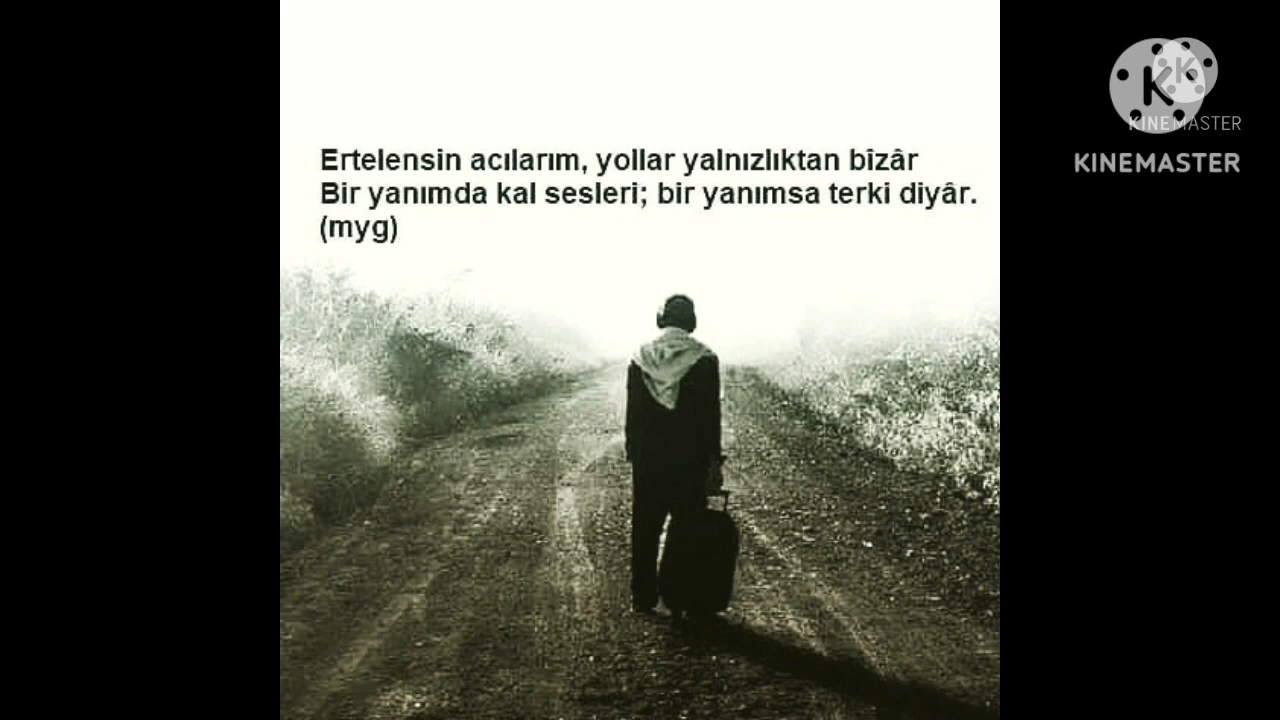 Ertelensin acılarım, yollar yalnızlıktan bîzâr
Bir yanımda kal sesleri; bir yanımsa terki diyâr.
(myg)
KINEMASTER
KINEMASTER